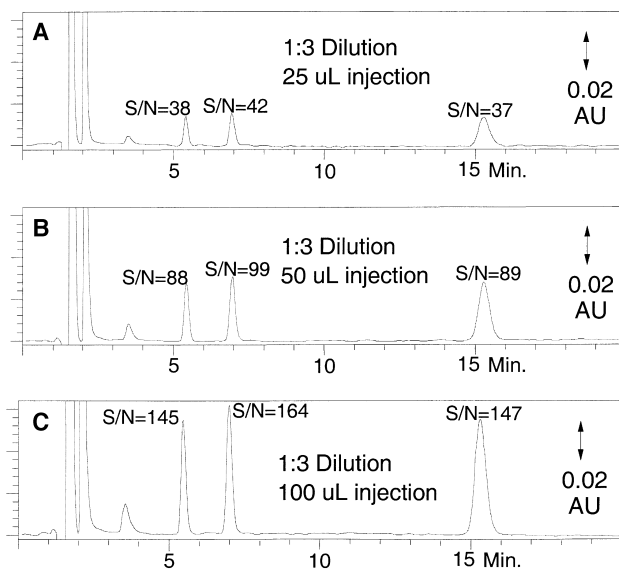 A
1:3 Dilution
25 uL injection
S/N=38
S/N=42
S/N=37
0.02
AU
5
10
15 Min.
B
1:3 Dilution
50 uL injection
S/N=88
S/N=99
S/N=89
0.02
AU
5
10
15 Min.
C
S/N=145
S/N=164
S/N=147
1:3 Dilution
100 uL injection
0.02
AU
5
10
15 Min.